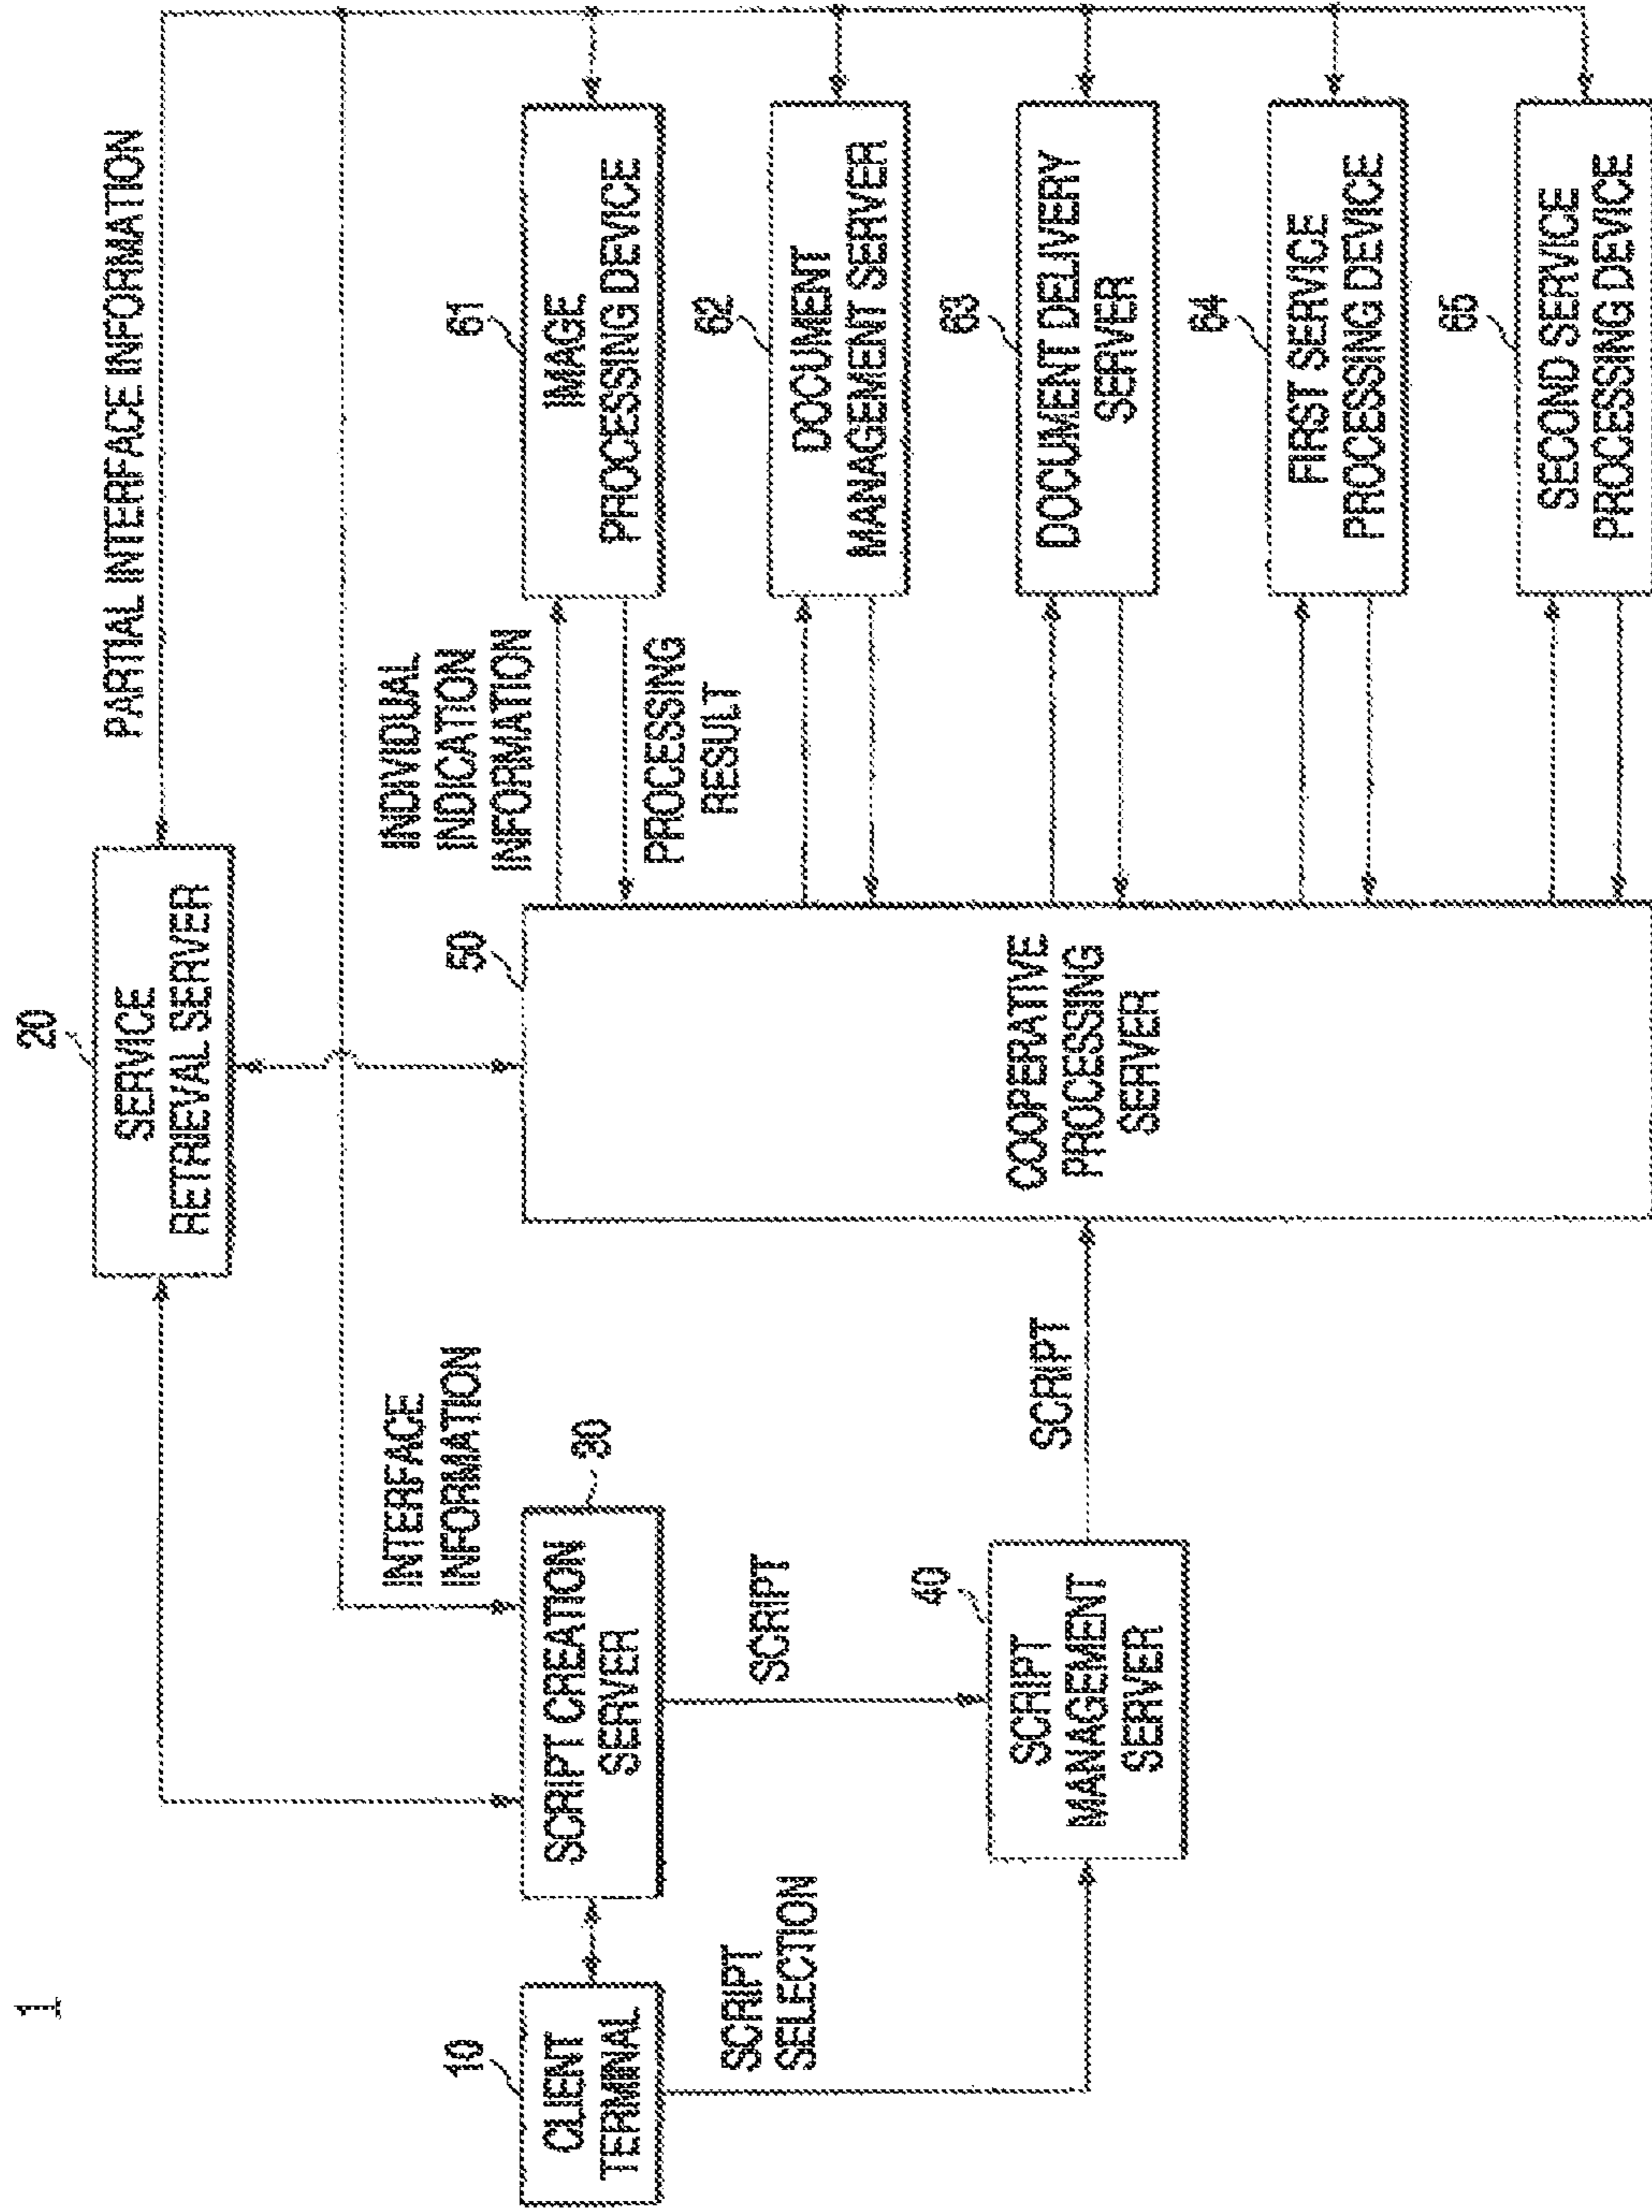 1
20
SERVICE
RETRIEVAL SERVER
PARTIAL INTERFACE INFORMATION
10
CLIENT
TERMINAL
SCRIPT CREATION
SERVER
30
INTERFACE
INFORMATION
SCRIPT
SELECTION
SCRIPT
40
SCRIPT
MANAGEMENT
SERVER
SCRIPT
50
COOPERATIVE
PROCESSING
SERVER
INDIVIDUAL
INDICATION
INFORMATION
PROCESSING
RESULT
61
IMAGE
PROCESSING DEVICE
62
DOCUMENT
MANAGEMENT SERVER
63
DOCUMENT DELIVERY
SERVER
64
FIRST SERVICE
PROCESSING DEVICE
65
SECOND SERVICE
PROCESSING DEVICE